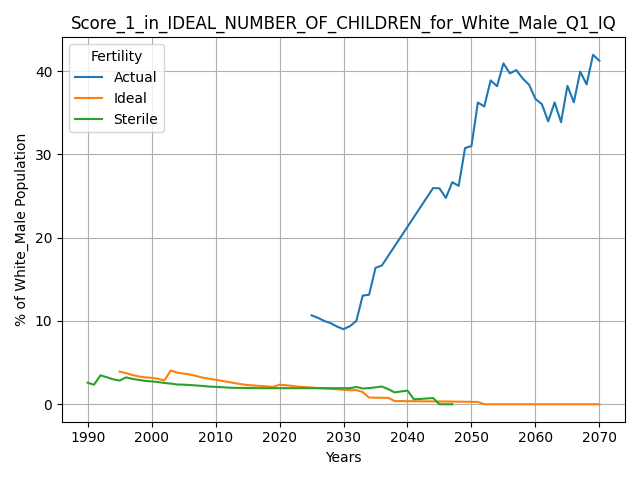 Score_1_in_IDEAL_NUMBER_OF_CHILDREN_for_White_Male_Q1_IQ
Fertility
Actual
Ideal
Sterile
% of White_Male Population
40
30
20
10
0
1990 2000 2010 2020 2030 2040 2050 2060 2070
Years